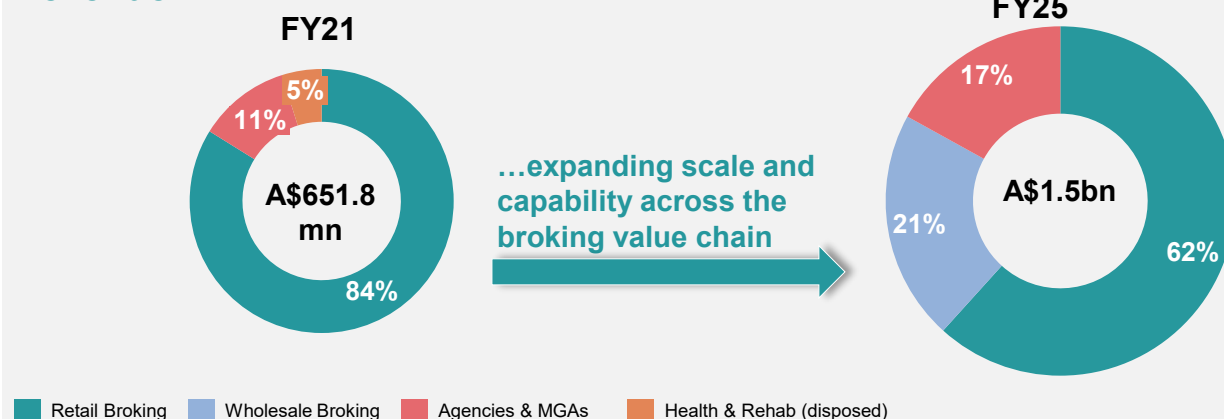 FY21
FY25
5%
11%
17%
A$651.8
mn
84%
…expanding scale and
capability across the
broking value chain
A$1.5bn
21%
62%
Retail Broking
Wholesale Broking
Agencies & MGAs
Health & Rehab (disposed)